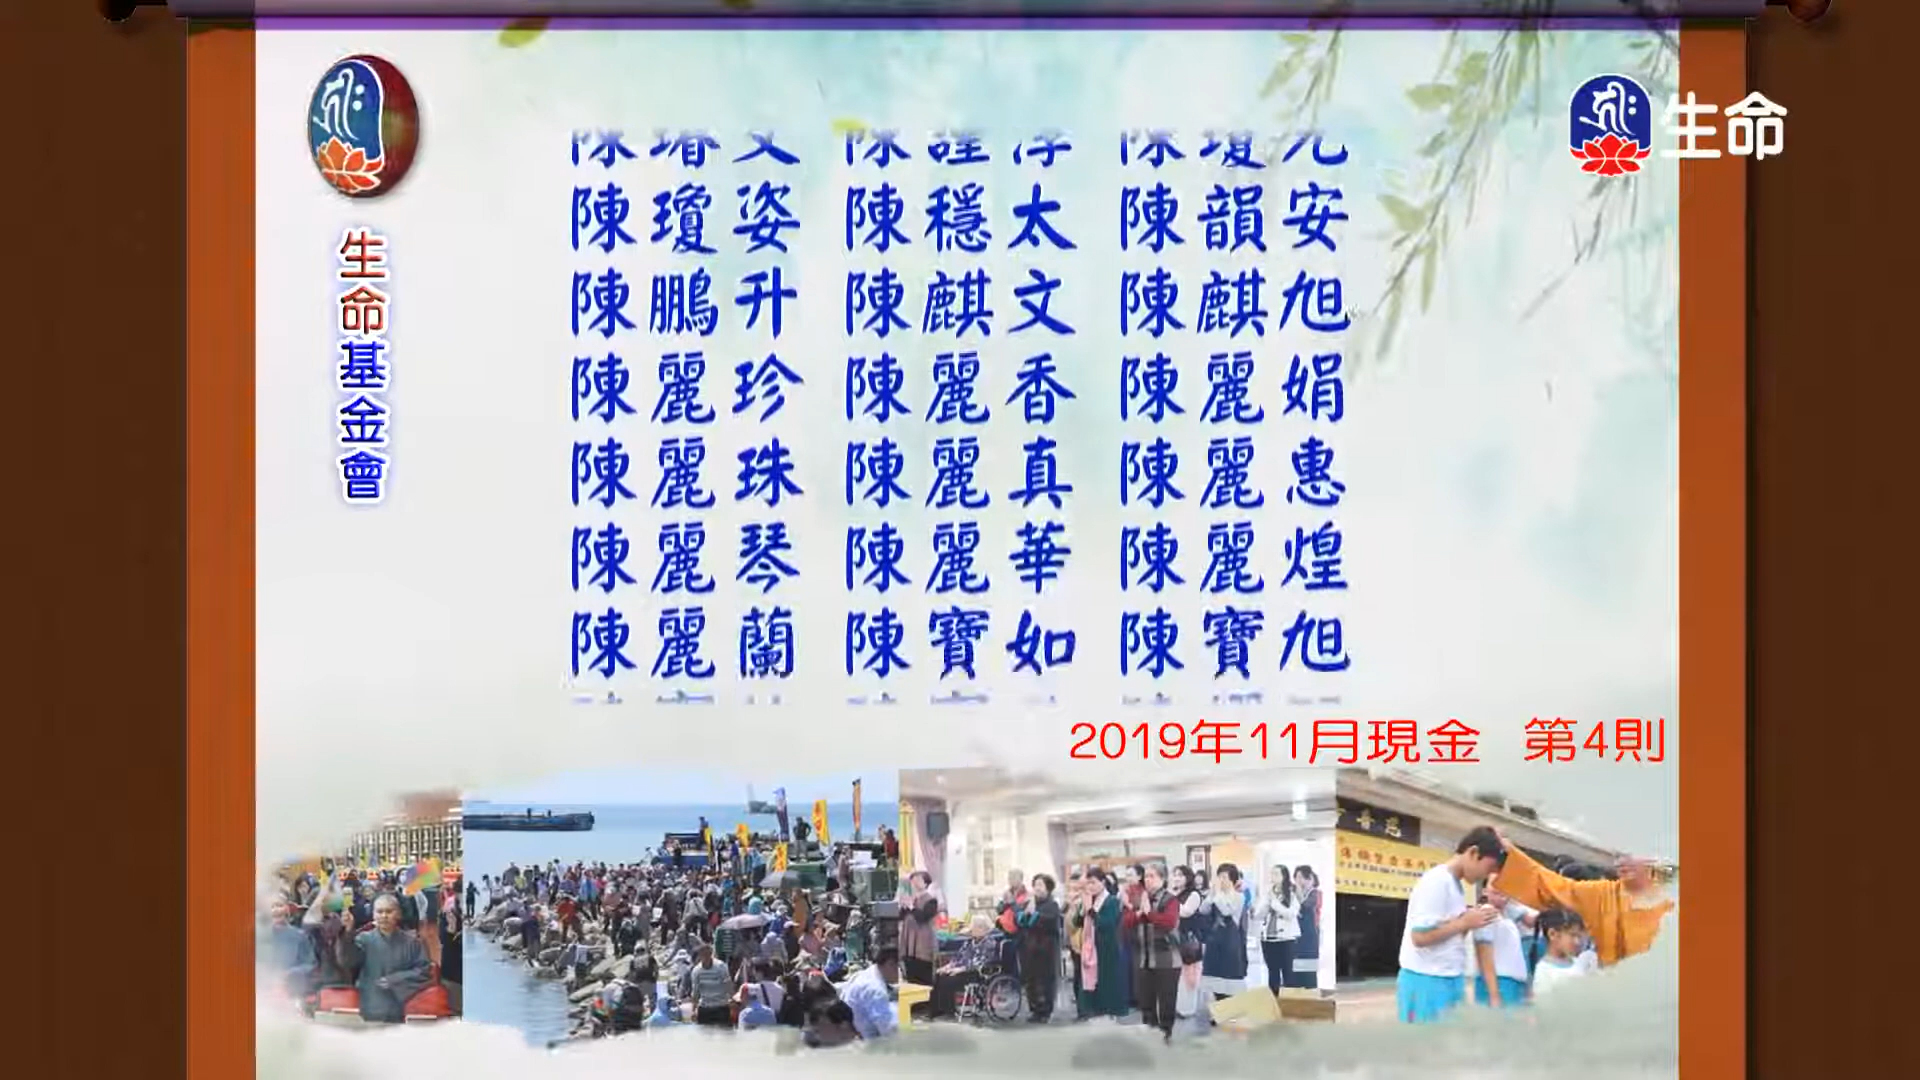 生命
生命基金會
陳瓊姿 陳穩太 陳韻安
陳鵬升 陳麒文 陳麒旭
陳麗珍 陳麗香 陳麗娟
陳麗珠 陳麗真 陳麗惠
陳麗琴 陳麗華 陳麗煌
陳麗蘭 陳寶如 陳寶旭
2019年11月現金 第4則